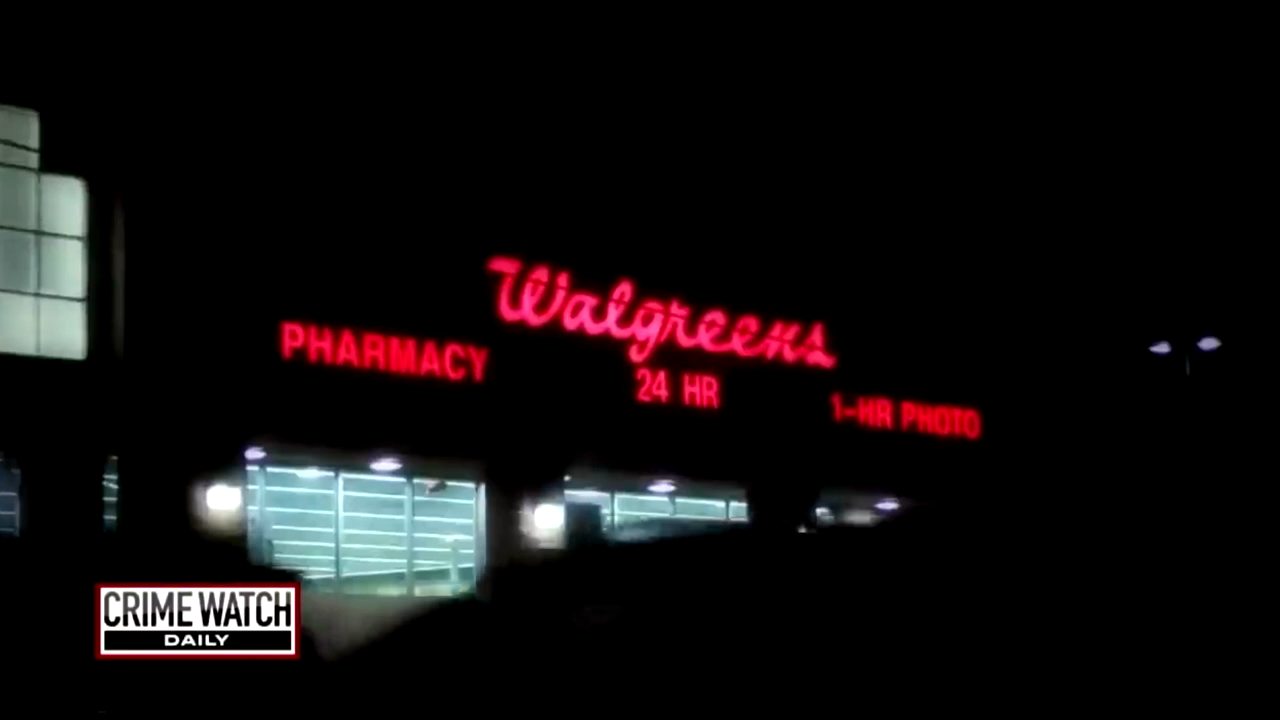 Walgreens
PHARMACY
24 HR
1-HR PHOTO
CRIME WATCH
DAILY